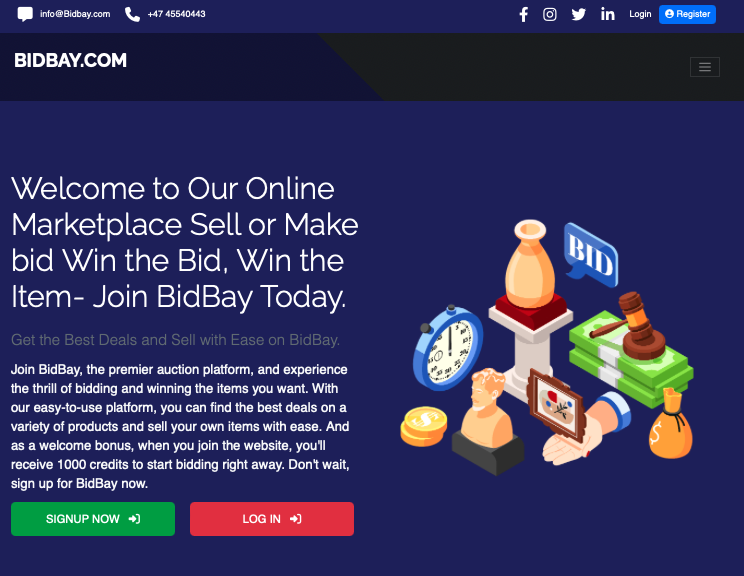 info@Bidbay.com +47 45540443 Login Register
BIDBAY.COM
Welcome to Our Online
Marketplace Sell or Make
bid Win the Bid, Win the
Item- Join BidBay Today.
BID
Get the Best Deals and Sell with Ease on BidBay.
Join BidBay, the premier auction platform, and experience
the thrill of bidding and winning the items you want. With
our easy-to-use platform, you can find the best deals on a
variety of products and sell your own items with ease. And
as a welcome bonus, when you join the website, you'll
receive 1000 credits to start bidding right away. Don't wait,
sign up for BidBay now.
SIGNUP NOW LOG IN